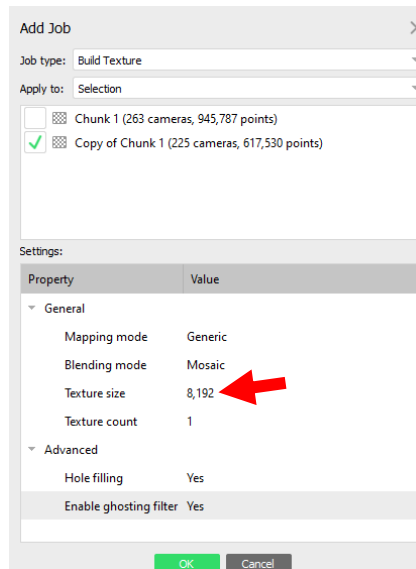 Add Job
Job type: Build Texture
Apply to: Selection
Chunk 1 (263 cameras, 945,787 points)
Copy of Chunk 1 (225 cameras, 617,530 points)
Settings:
Property Value
General
Mapping mode Generic
Blending mode Mosaic
Texture size 8,192
Texture count 1
Advanced
Hole filling Yes
Enable ghosting filter Yes
OK Cancel